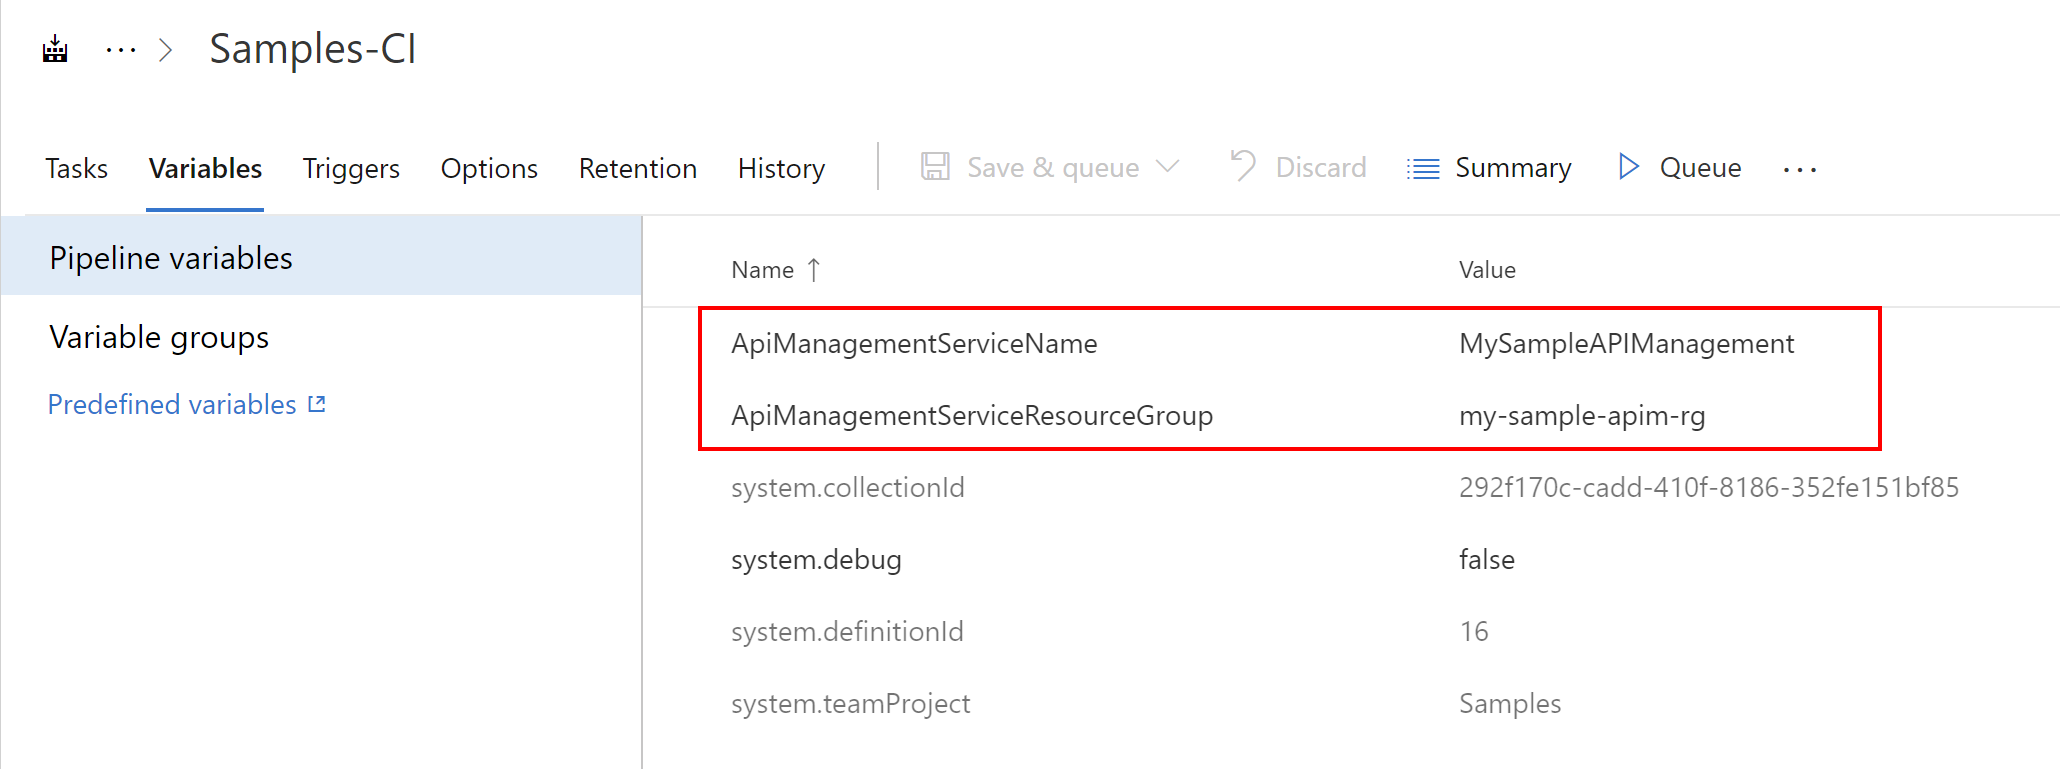 ... > Samples-CI
Tasks Variables Triggers Options Retention History Save & queue Discard Summary Queue ...
Pipeline variables
Variable groups
Predefined variables
Name ↑ Value
ApiManagementServiceName MySampleAPIManagement
ApiManagementServiceResourceGroup my-sample-apim-rg
system.collectionId 292f170c-cadd-410f-8186-352fe151bf85
system.debug false
system.definitionId 16
system.teamProject Samples